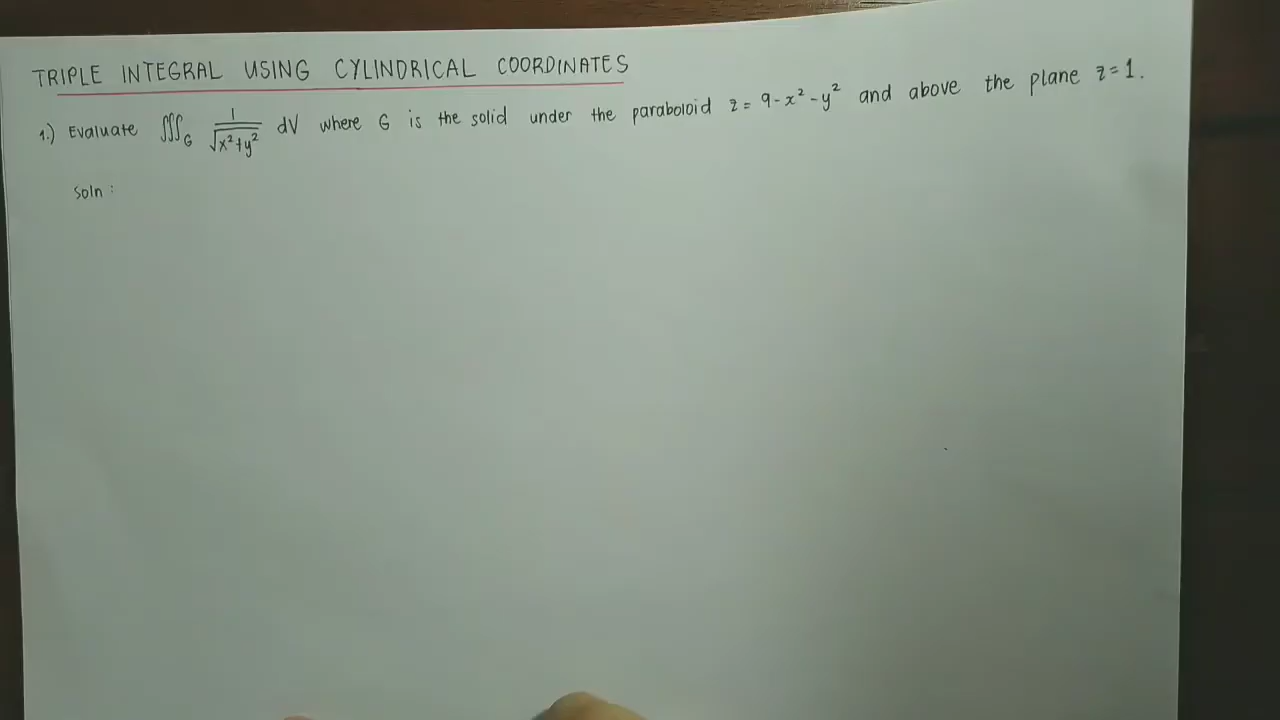 TRIPLE INTEGRAL USING CYLINDRICAL COORDINATES
1.) Evaluate ∭_G 1/√(x²+y²) dV where G is the solid under the paraboloid z = 9-x²-y² and above the plane z=1.
Soln :